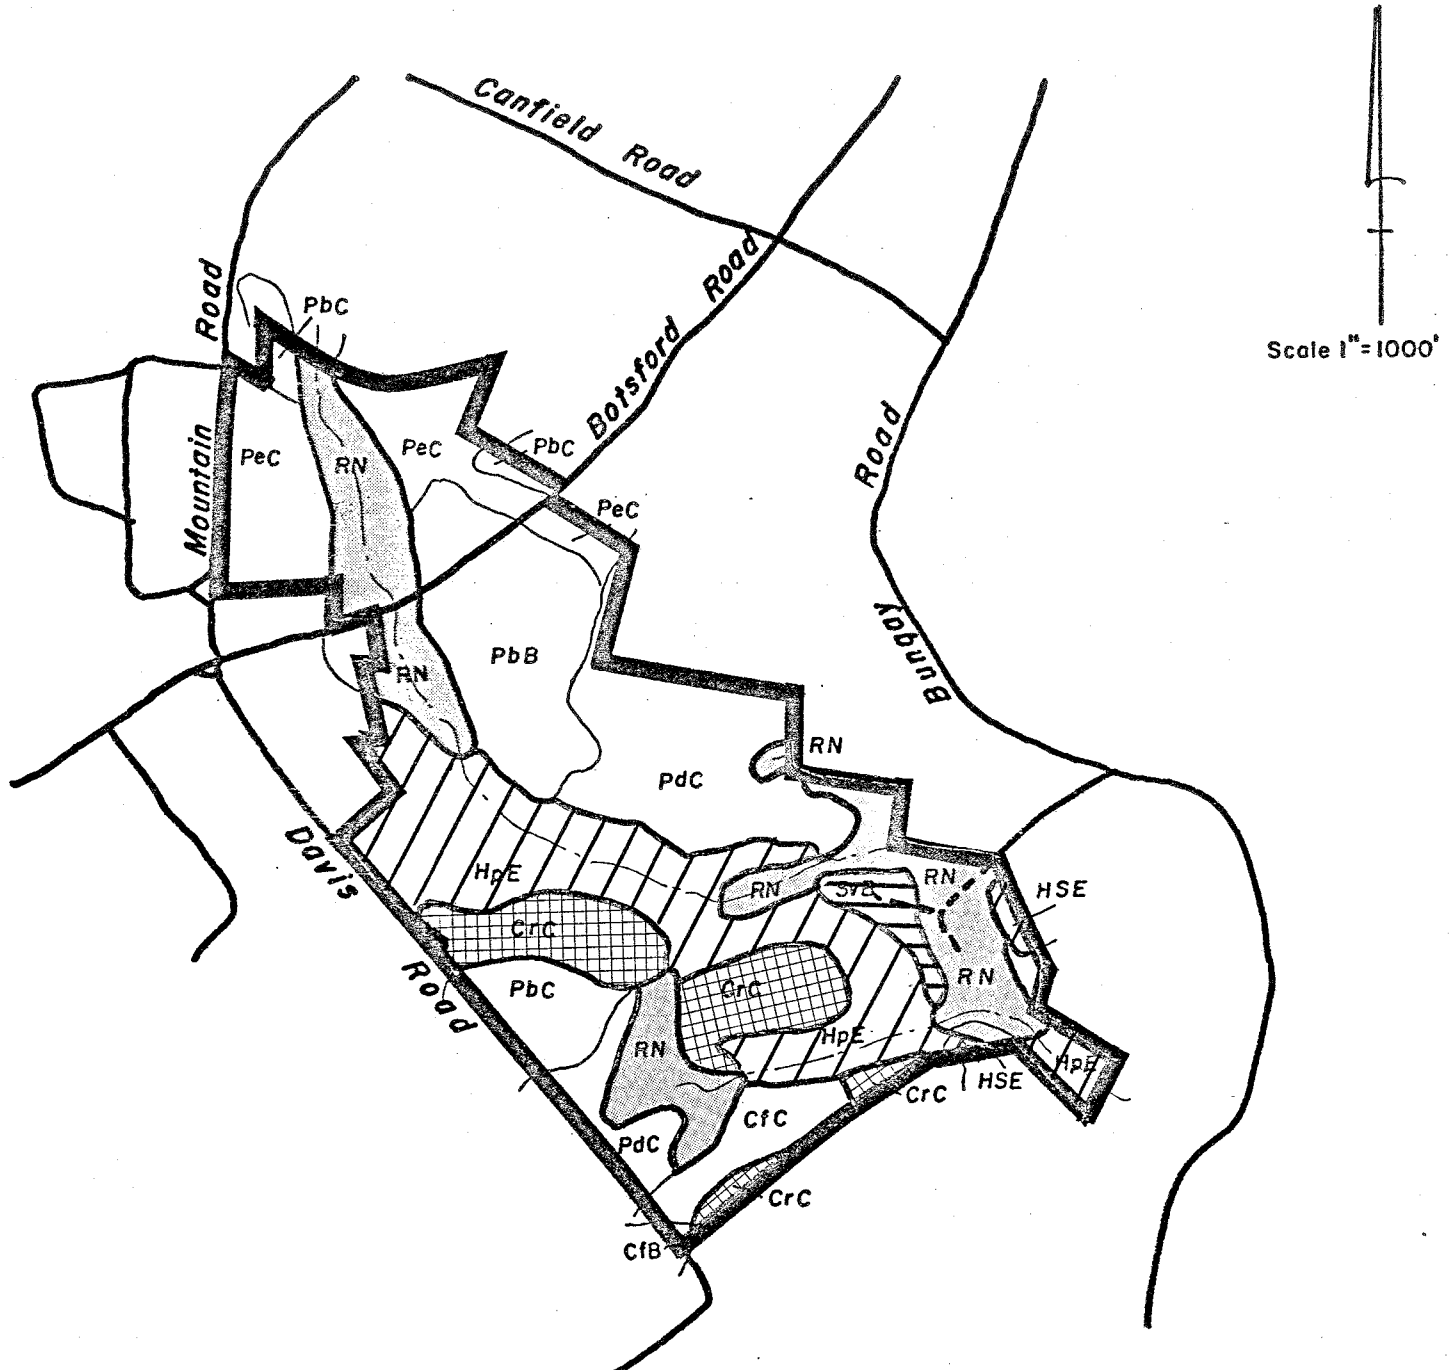 Canfield Road
Scale 1"=1000'
Road
PbC
Botsford Road
Mountain
PeC
RN
PeC
PbC
Road
PeC
Bungay
PbB
RN
RN
PdC
Davis
HpE
RN
SvB
RN
HSE
CrC
Road
PbC
CrC
RN
RN
HpE
HSE
HpE
CrC
CfC
PdC
CrC
CfB